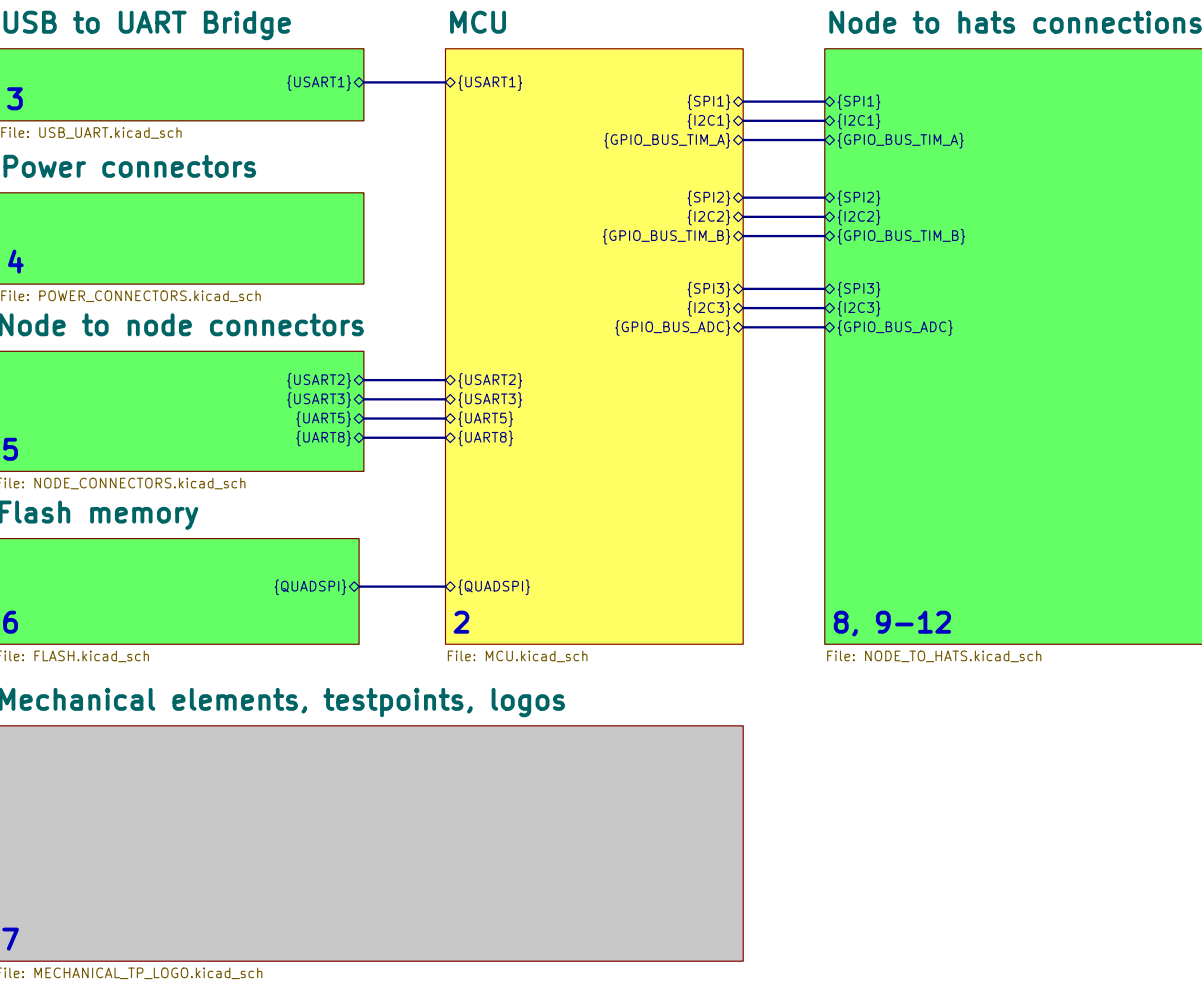 USB to UART Bridge
{USART1}
3
File: USB_UART.kicad_sch
Power connectors
4
File: POWER_CONNECTORS.kicad_sch
Node to node connectors
{USART2}
{USART3}
{UART5}
{UART8}
5
File: NODE_CONNECTORS.kicad_sch
Flash memory
{QUADSPI}
6
File: FLASH.kicad_sch
MCU
{USART1}
{SPI1}
{I2C1}
{GPIO_BUS_TIM_A}
{SPI2}
{I2C2}
{GPIO_BUS_TIM_B}
{SPI3}
{I2C3}
{GPIO_BUS_ADC}
{USART2}
{USART3}
{UART5}
{UART8}
{QUADSPI}
2
File: MCU.kicad_sch
Node to hats connections
{SPI1}
{I2C1}
{GPIO_BUS_TIM_A}
{SPI2}
{I2C2}
{GPIO_BUS_TIM_B}
{SPI3}
{I2C3}
{GPIO_BUS_ADC}
8, 9-12
File: NODE_TO_HATS.kicad_sch
Mechanical elements, testpoints, logos
7
File: MECHANICAL_TP_LOGO.kicad_sch